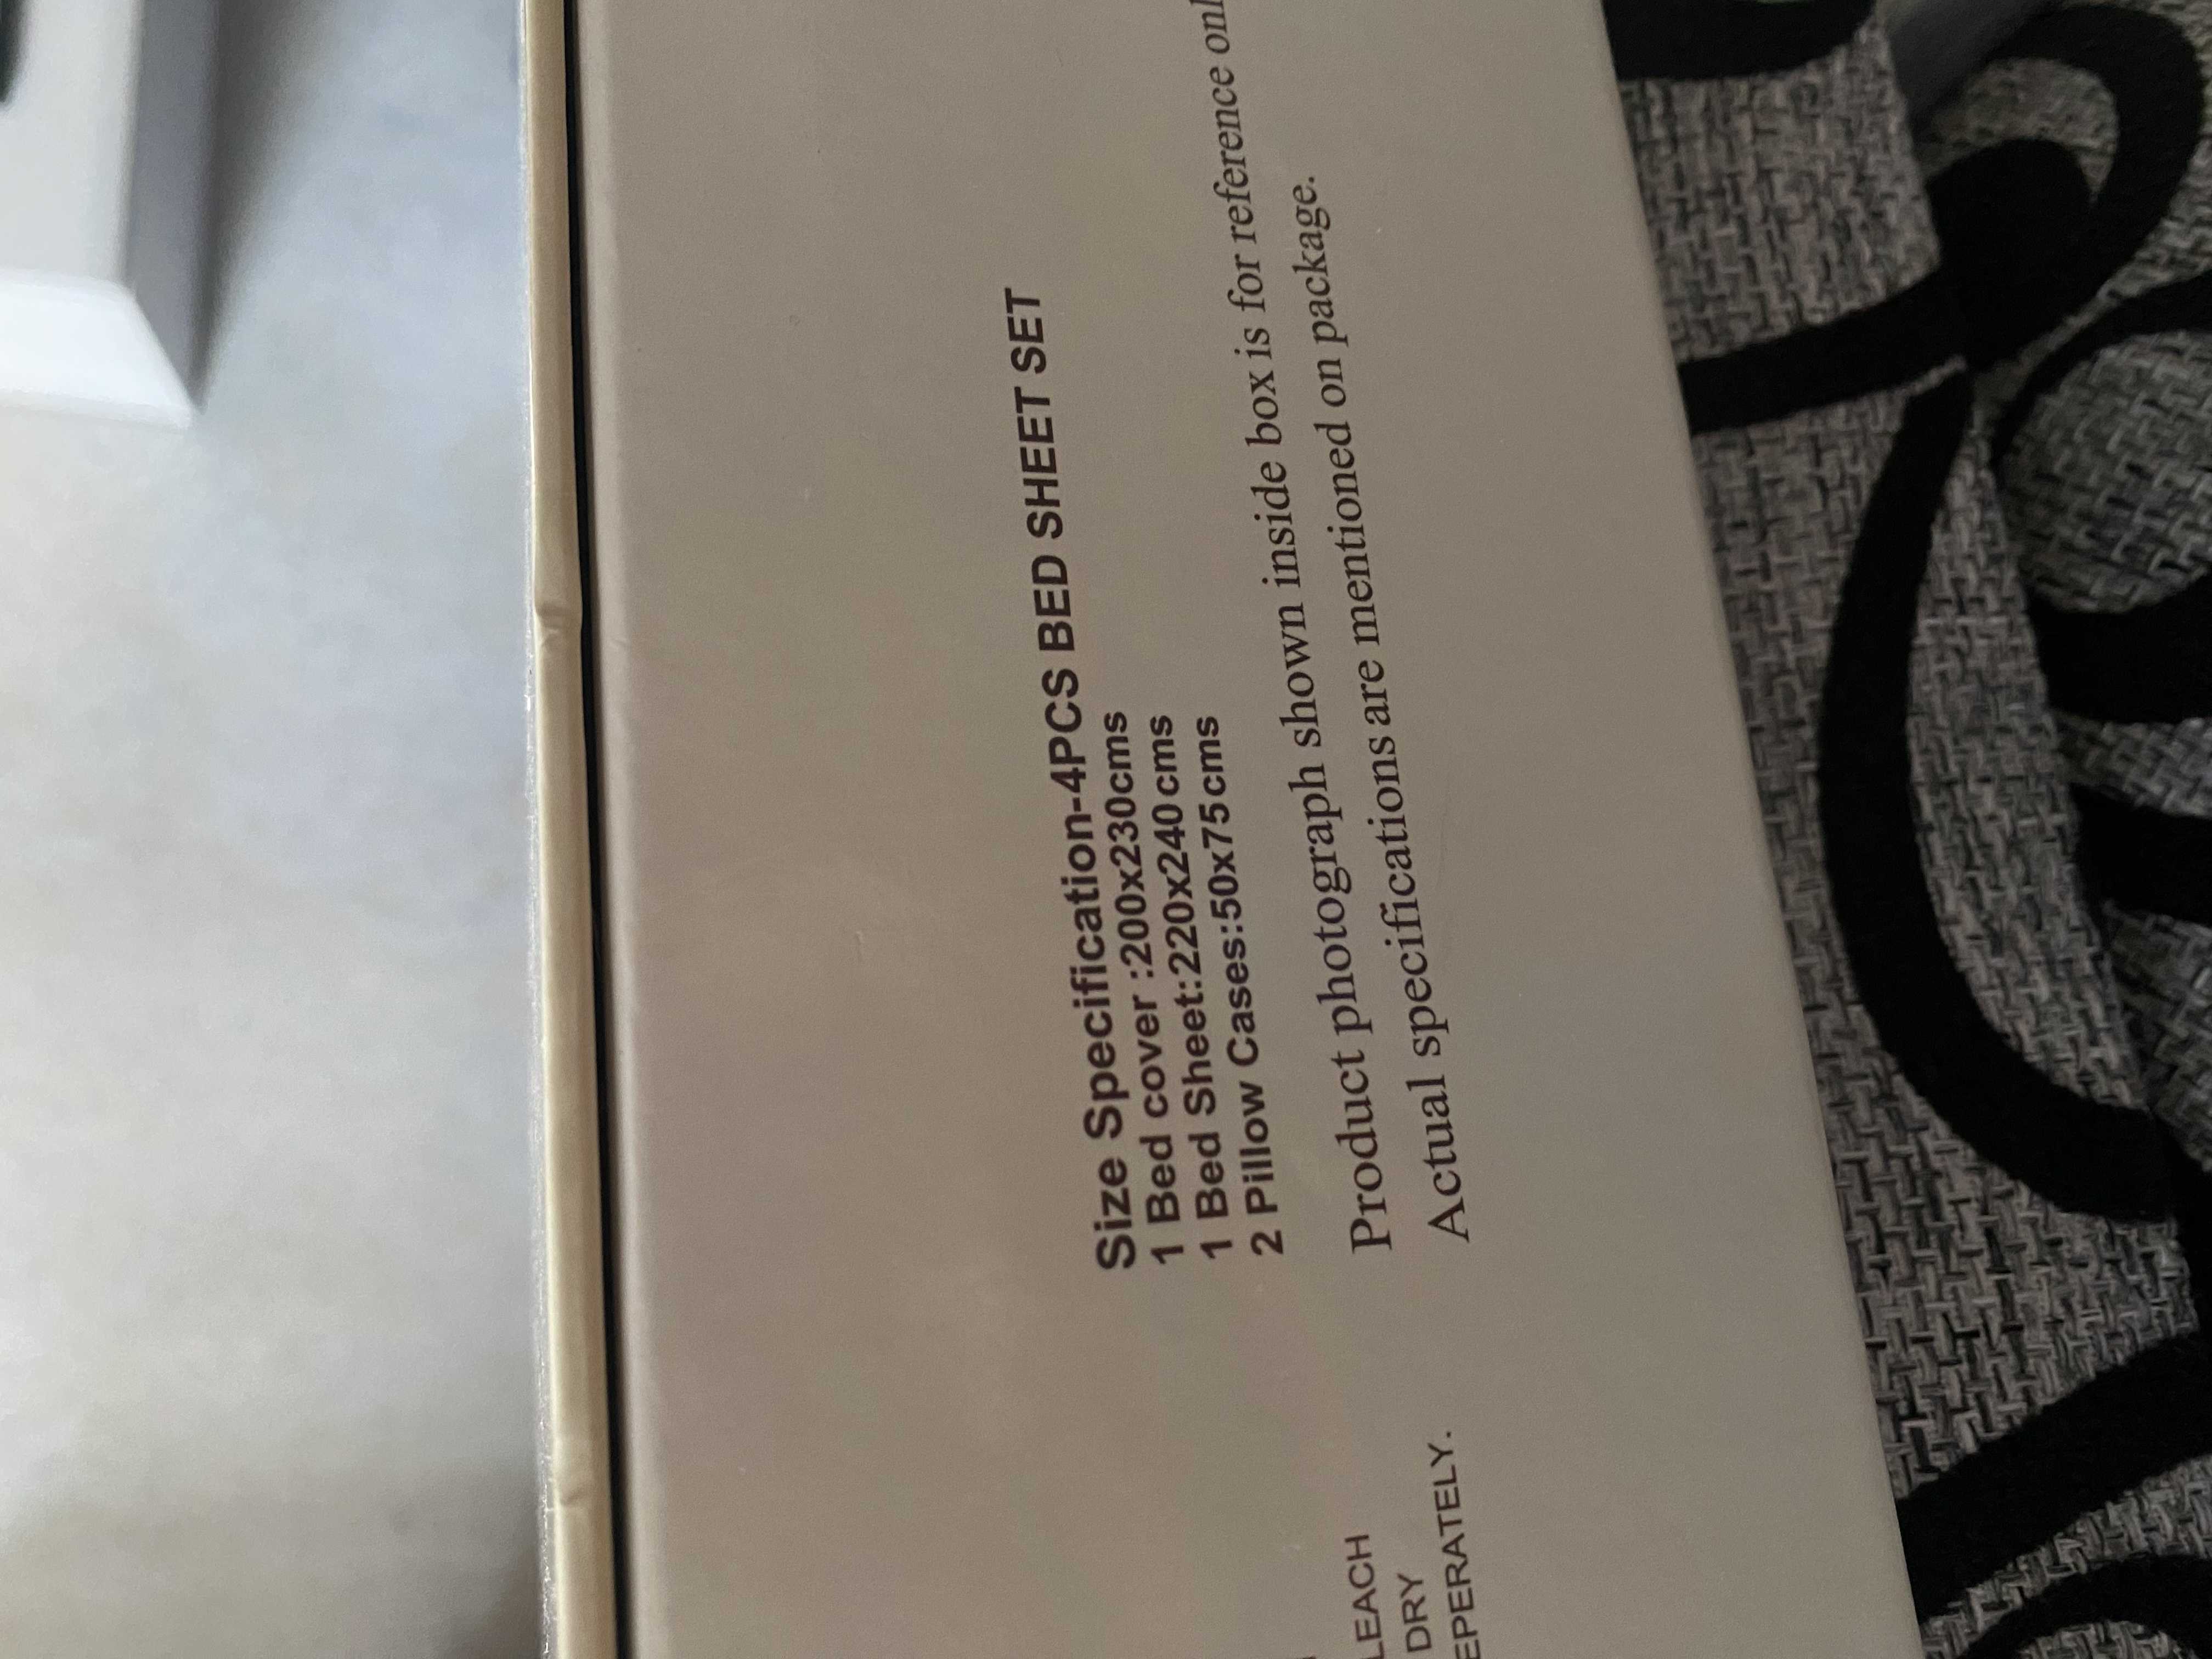 Size Specification-4PCS BED SHEET SET
1 Bed cover :200x230cms
1 Bed Sheet:220x240cms
2 Pillow Cases:50x75cms
Product photograph shown inside box is for reference
Actual specifications are mentioned on package.
LEACH
DRY
EPERATELY.